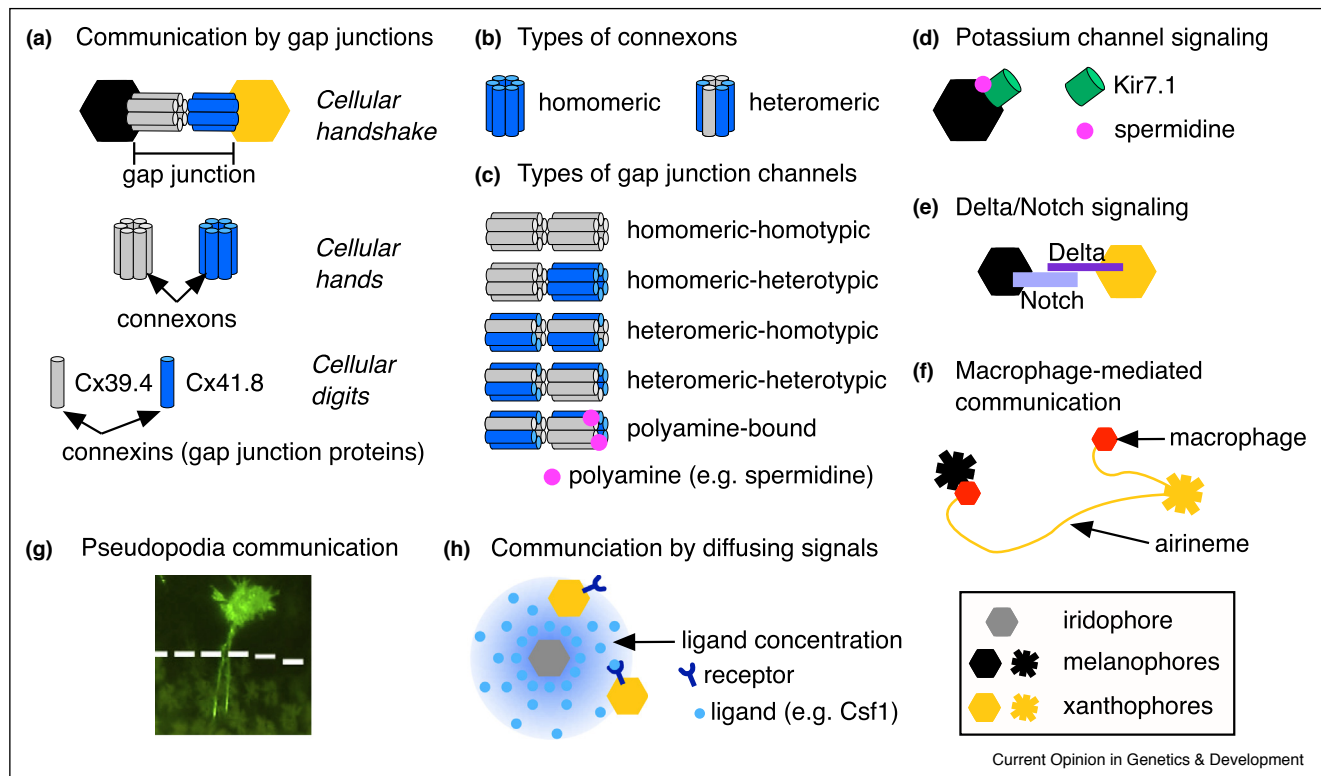 (a) Communication by gap junctions
Cellular
handshake
gap junction
Cellular
hands
connexons
Cx39.4
Cx41.8
Cellular
digits
connexins (gap junction proteins)
(b) Types of connexons
homomeric
heteromeric
(c) Types of gap junction channels
homomeric-homotypic
homomeric-heterotypic
heteromeric-homotypic
heteromeric-heterotypic
polyamine-bound
polyamine (e.g. spermidine)
(d) Potassium channel signaling
Kir7.1
spermidine
(e) Delta/Notch signaling
Delta
Notch
(f) Macrophage-mediated
communication
macrophage
airineme
(g) Pseudopodia communication
(h) Communciation by diffusing signals
ligand concentration
receptor
ligand (e.g. Csf1)
iridophore
melanophores
xanthophores
Current Opinion in Genetics & Development